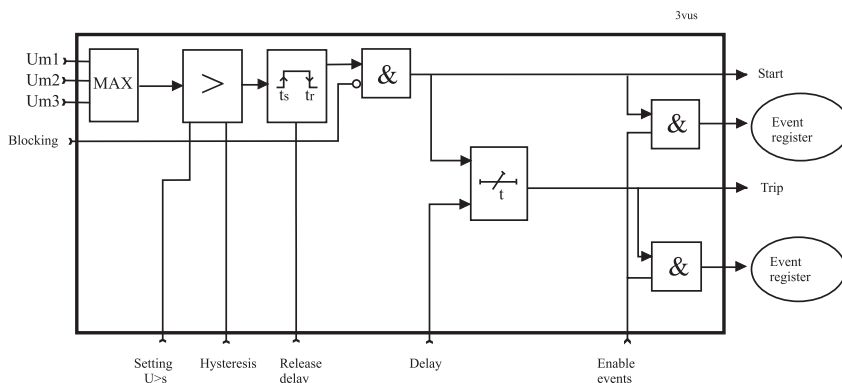 3vus
Um1
Um2
Um3
MAX
>
ts tr
&
Start
Blocking
&
Event
register
t
Trip
&
Event
register
Setting
U>s
Hysteresis
Release
delay
Delay
Enable
events